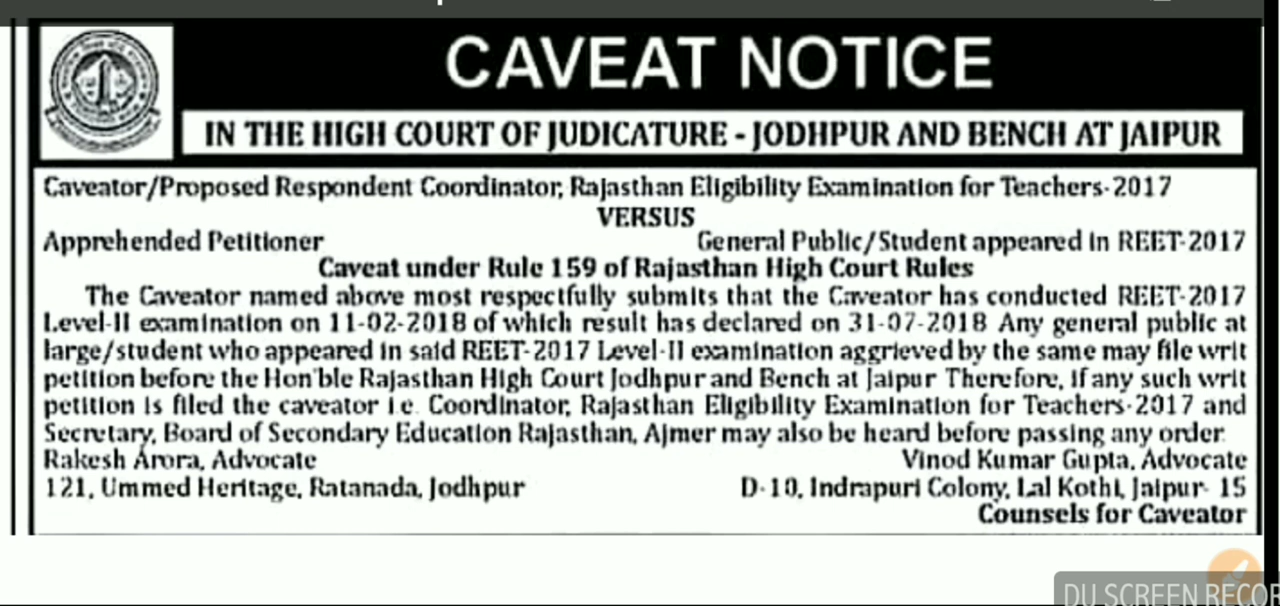 CAVEAT NOTICE
IN THE HIGH COURT OF JUDICATURE - JODHPUR AND BENCH AT JAIPUR
Caveator/Proposed Respondent Coordinator, Rajasthan Eligibility Examination for Teachers-2017
VERSUS
Apprehended Petitioner General Public/Student appeared in REET-2017
Caveat under Rule 159 of Rajasthan High Court Rules
The Caveator named above most respectfully submits that the Caveator has conducted REET-2017
Level-II examination on 11-02-2018 of which result has declared on 31-07-2018 Any general public at
large/student who appeared in said REET-2017 Level-II examination aggrieved by the same may file writ
petition before the Hon'ble Rajasthan High Court Jodhpur and Bench at Jaipur Therefore, if any such writ
petition is filed the caveator i.e. Coordinator, Rajasthan Eligibility Examination for Teachers-2017 and
Secretary, Board of Secondary Education Rajasthan, Ajmer may also be heard before passing any order.
Rakesh Arora, Advocate Vinod Kumar Gupta, Advocate
121, Ummed Heritage, Ratanada, Jodhpur D-10, Indrapuri Colony, Lal Kothi, Jaipur- 15
Counsels for Caveator
DU SCREEN RECOR